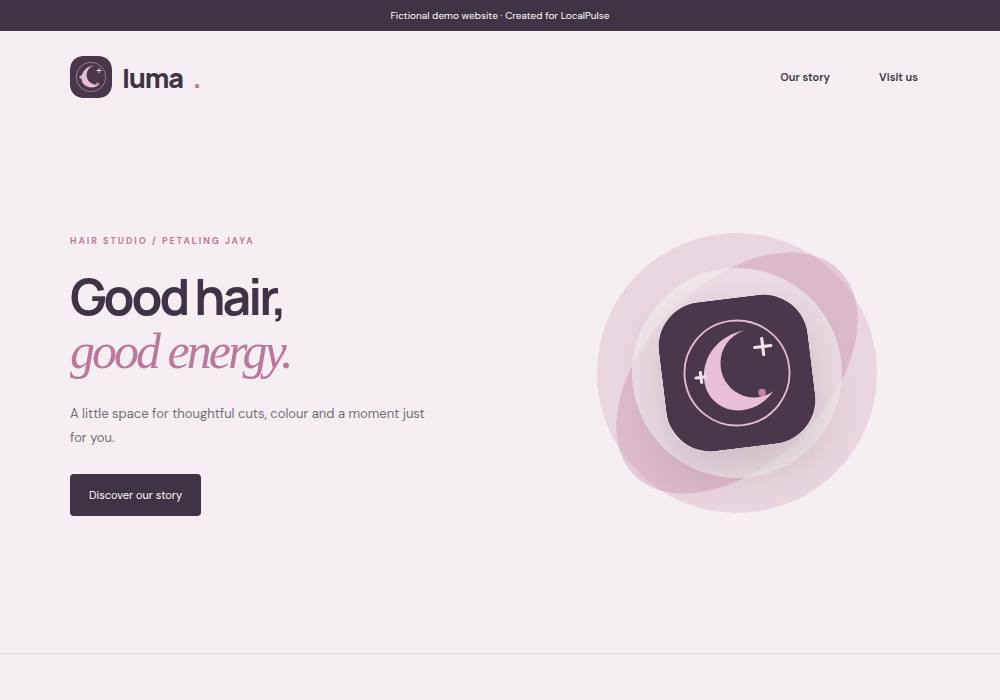 Fictional demo website · Created for LocalPulse
luma .
Our story
Visit us
HAIR STUDIO / PETALING JAYA
Good hair,
good energy.
A little space for thoughtful cuts, colour and a moment just
for you.
Discover our story